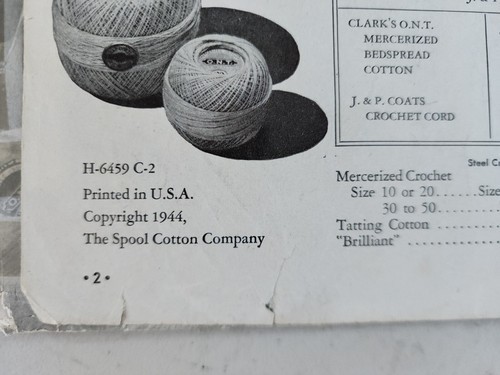 O.N.T.
CLARK'S O.N.T.
MERCERIZED
BEDSPREAD
COTTON
J. & P. COATS
CROCHET CORD
H-6459 C-2
Printed in U.S.A.
Copyright 1944,
The Spool Cotton Company
• 2 •
Steel
Mercerized Crochet
Size 10 or 20......Size
30 to 50.......
Tatting Cotton ............
"Brilliant" ................